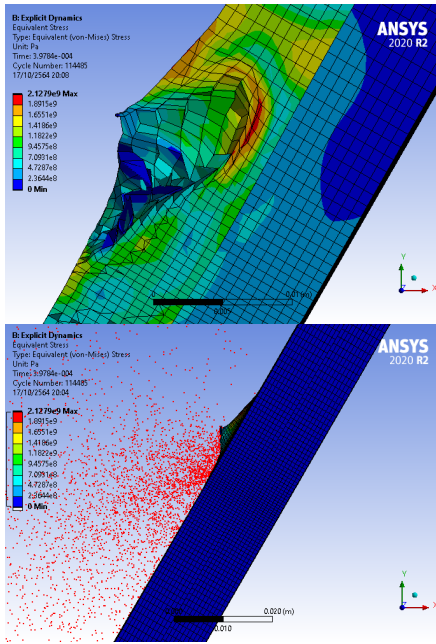 B: Explicit Dynamics
Equivalent Stress
Type: Equivalent (von-Mises) Stress
Unit: Pa
Time: 3.9784e-004
Cycle Number: 114485
17/10/2564 20:08
2.1279e9 Max
1.8915e9
1.6551e9
1.4186e9
1.1822e9
9.4575e8
7.0931e8
4.7287e8
2.3644e8
0 Min
ANSYS
2020 R2
0
0.01 (m)
0.005
Y
X
Z
B: Explicit Dynamics
Equivalent Stress
Type: Equivalent (von-Mises) Stress
Unit: Pa
Time: 3.9784e-004
Cycle Number: 114485
17/10/2564 20:04
2.1279e9 Max
1.8915e9
1.6551e9
1.4186e9
1.1822e9
9.4575e8
7.0931e8
4.7287e8
2.3644e8
0 Min
ANSYS
2020 R2
0.020 (m)
0.010
Y
X
Z